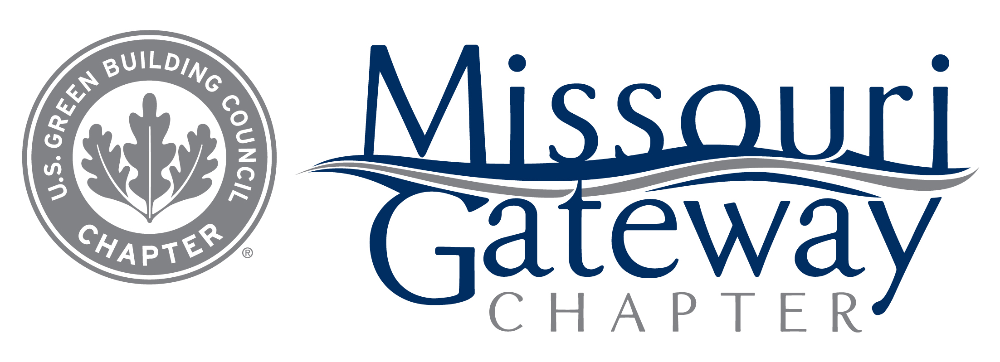 U.S. GREEN BUILDING COUNCIL
CHAPTER
®
Missouri
Gateway
CHAPTER